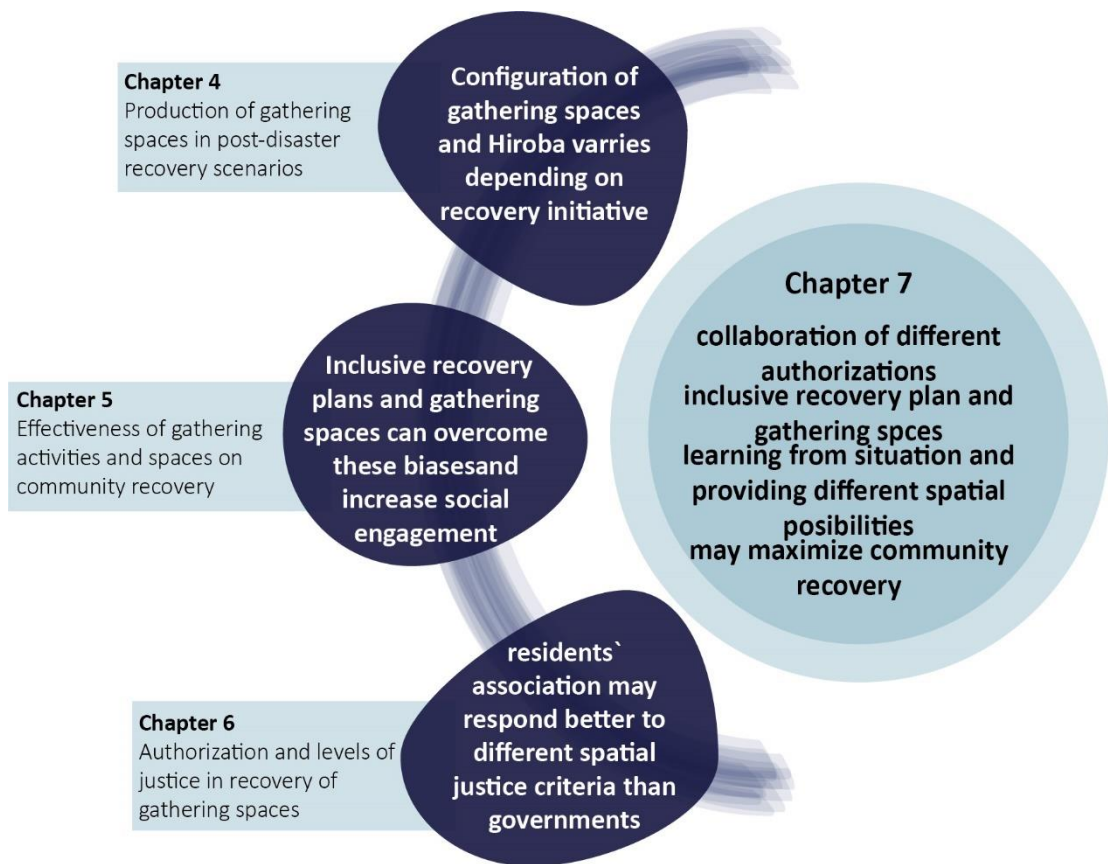 Chapter 4
Production of gathering
spaces in post-disaster
recovery scenarios
Configuration of
gathering spaces
and Hiroba varries
depending on
recovery initiative
Chapter 5
Effectiveness of gathering
activities and spaces on
community recovery
Inclusive recovery
plans and gathering
spaces can overcome
these biasesand
increase social
engagement
Chapter 6
Authorization and levels of
justice in recovery of
gathering spaces
residents`
association may
respond better to
different spatial
justice criteria than
governments
Chapter 7
collaboration of different
authorizations
inclusive recovery plan and
gathering spces
learning from situation and
providing different spatial
posibilities
may maximize community
recovery